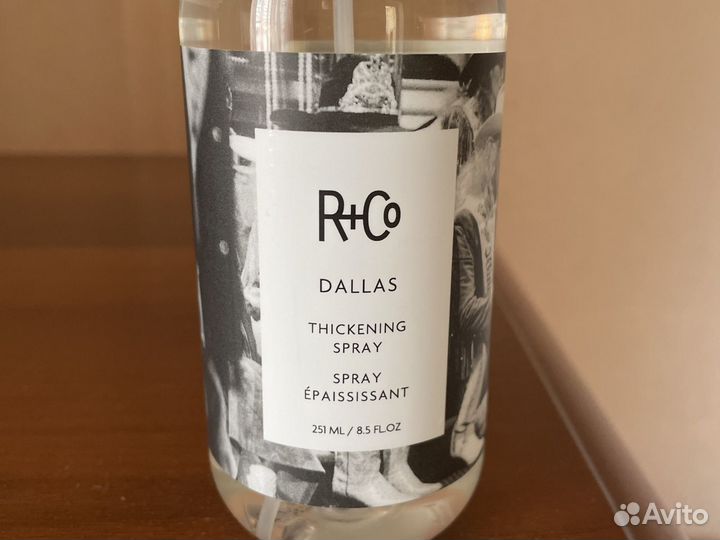 R+Co
DALLAS
THICKENING
SPRAY
SPRAY
ÉPAISSISSANT
251 ML / 8.5 FL.OZ
Avito